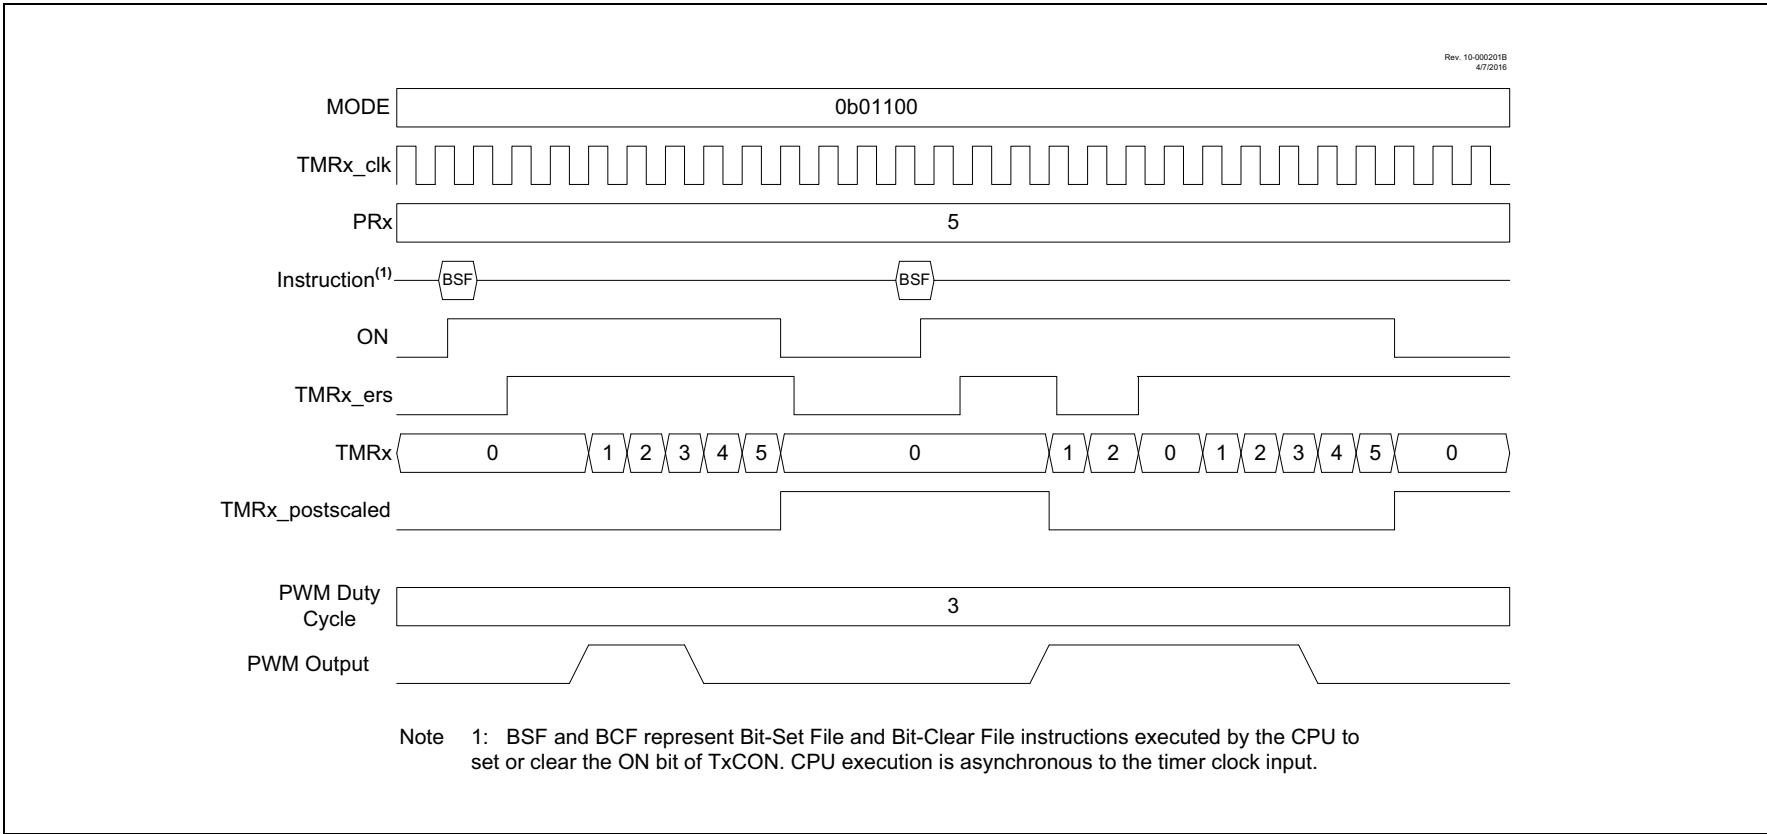 Rev. 10-000201B
4/7/2016
MODE 0b01100
TMRx_clk
PRx 5
Instruction(1) BSF BSF
ON
TMRx_ers
TMRx 0 1 2 3 4 5 0 1 2 0 1 2 3 4 5 0
TMRx_postscaled
PWM Duty
Cycle 3
PWM Output
Note 1: BSF and BCF represent Bit-Set File and Bit-Clear File instructions executed by the CPU to
set or clear the ON bit of TxCON. CPU execution is asynchronous to the timer clock input.